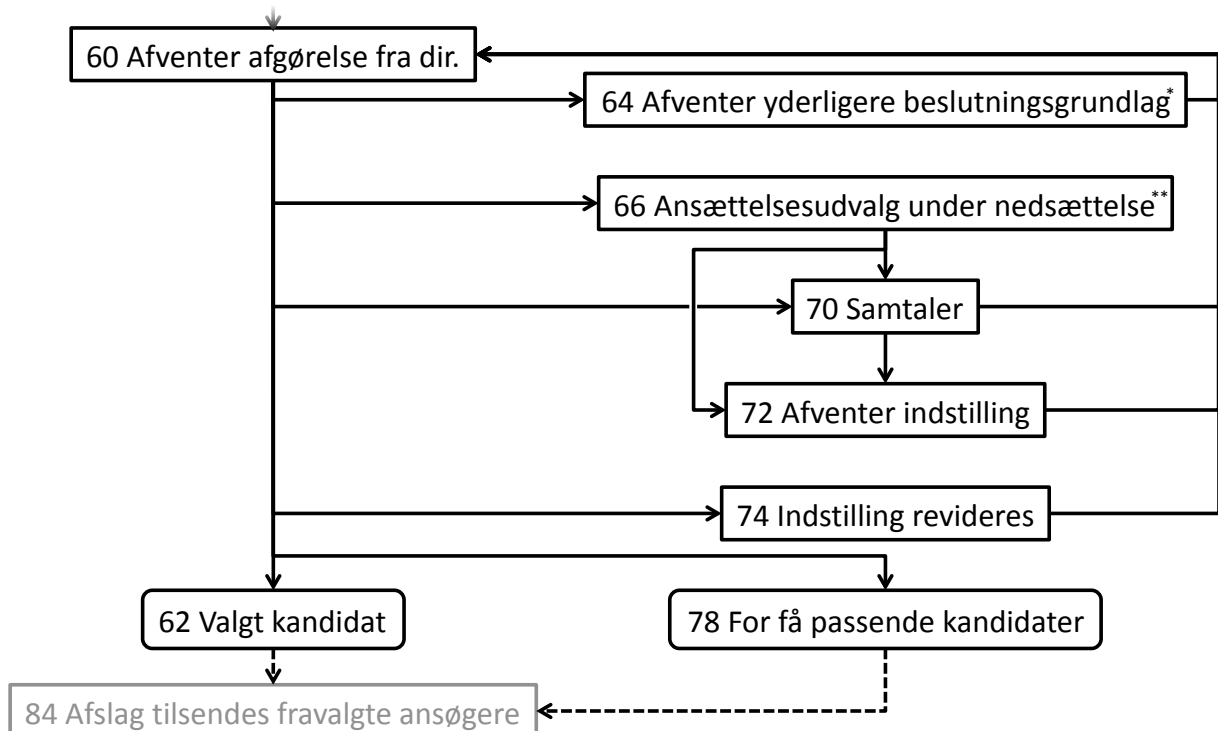 60 Afventer afgørelse fra dir.
64 Afventer yderligere beslutningsgrundlag*
66 Ansættelsesudvalg under nedsættelse**
70 Samtaler
72 Afventer indstilling
74 Indstilling revideres
62 Valgt kandidat
78 For få passende kandidater
84 Afslag tilsendes fravalgte ansøgere